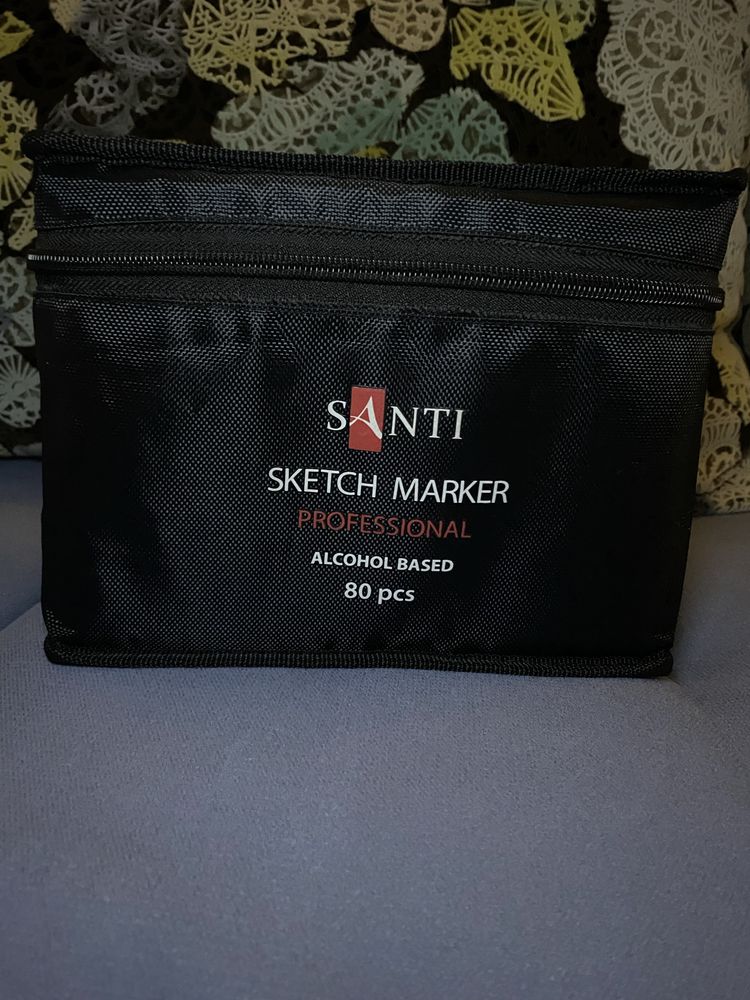 SANTI
SKETCH MARKER
PROFESSIONAL
ALCOHOL BASED
80 pcs